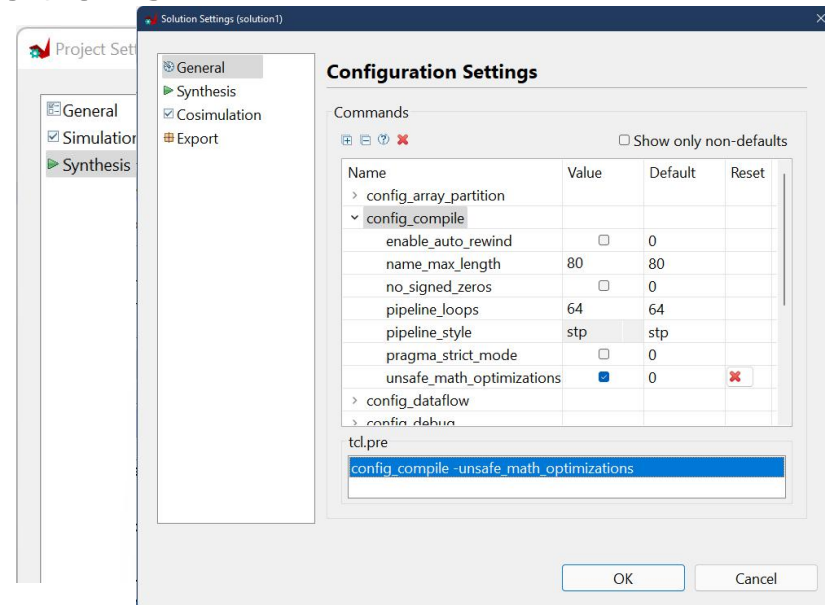 Solution Settings (solution1)
Project Set
General
Simulation
Synthesis
General
Synthesis
Cosimulation
Export
Configuration Settings
Commands
Show only non-defaults
Name Value Default Reset
config_array_partition
config_compile
enable_auto_rewind 0
name_max_length 80 80
no_signed_zeros 0
pipeline_loops 64 64
pipeline_style stp stp
pragma_strict_mode 0
unsafe_math_optimizations 0
config_dataflow
config_debug
tcl.pre
config_compile -unsafe_math_optimizations
OK Cancel